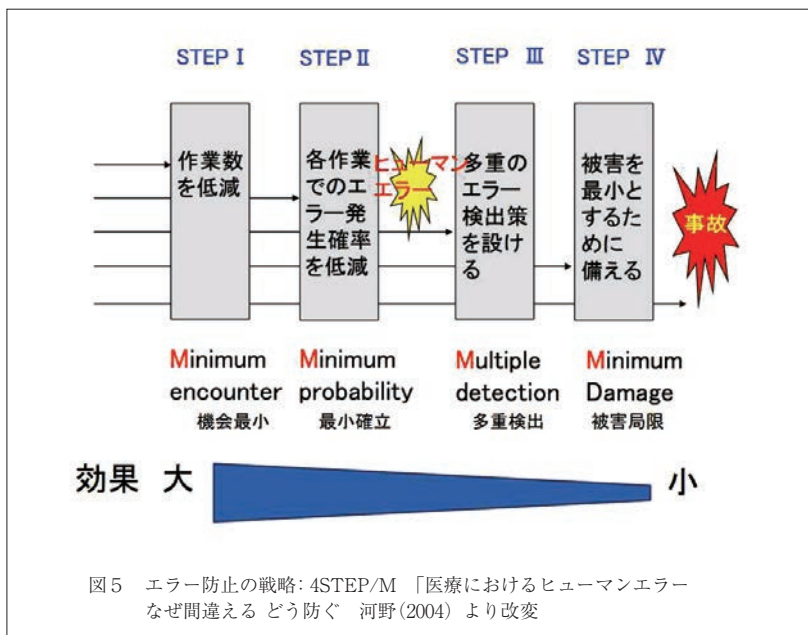 STEP I
STEP II
STEP III
STEP IV
作業数
を低減
各作業
でのエ
ラー発
生確率
を低減
ヒューマン
エラー
多重の
エラー
検出策
を設け
る
被害を
最小と
するため
に
備える
事故
Minimum
encounter
機会最小
Minimum
probability
最小確立
Multiple
detection
多重検出
Minimum
Damage
被害局限
効果 大
小
図5 エラー防止の戦略: 4STEP/M 「医療におけるヒューマンエラー
なぜ間違える どう防ぐ 河野(2004) より改変